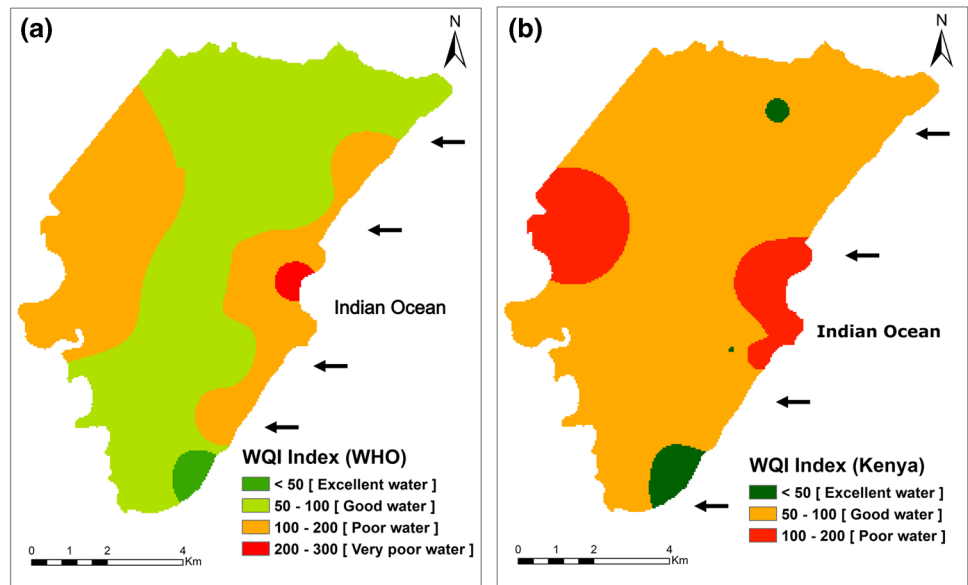 (a)
N
Indian Ocean
WQI Index (WHO)
< 50 [ Excellent water ]
50 - 100 [ Good water ]
100 - 200 [ Poor water ]
200 - 300 [ Very poor water ]
0 1 2 4
Km
(b)
N
Indian Ocean
WQI Index (Kenya)
< 50 [ Excellent water ]
50 - 100 [ Good water ]
100 - 200 [ Poor water ]
0 1 2 4
Km